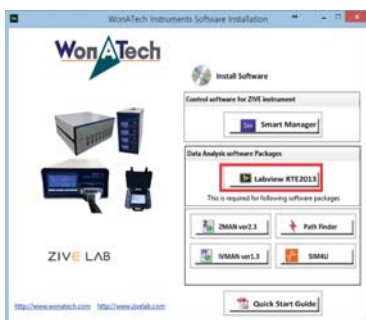 WonATech Instruments Software Installation
WonATech
Install Software
Control software for ZIVE instrument
SM Smart Manager
Data Analysis software Packages
Labview RTE2013
This is required for following software packages
ZMAN ver2.3
Path Finder
IVMAN ver1.3
SIM4U
ZIVE LAB
http://www.wonatech.com http://www.zivelab.com
Quick Start Guide